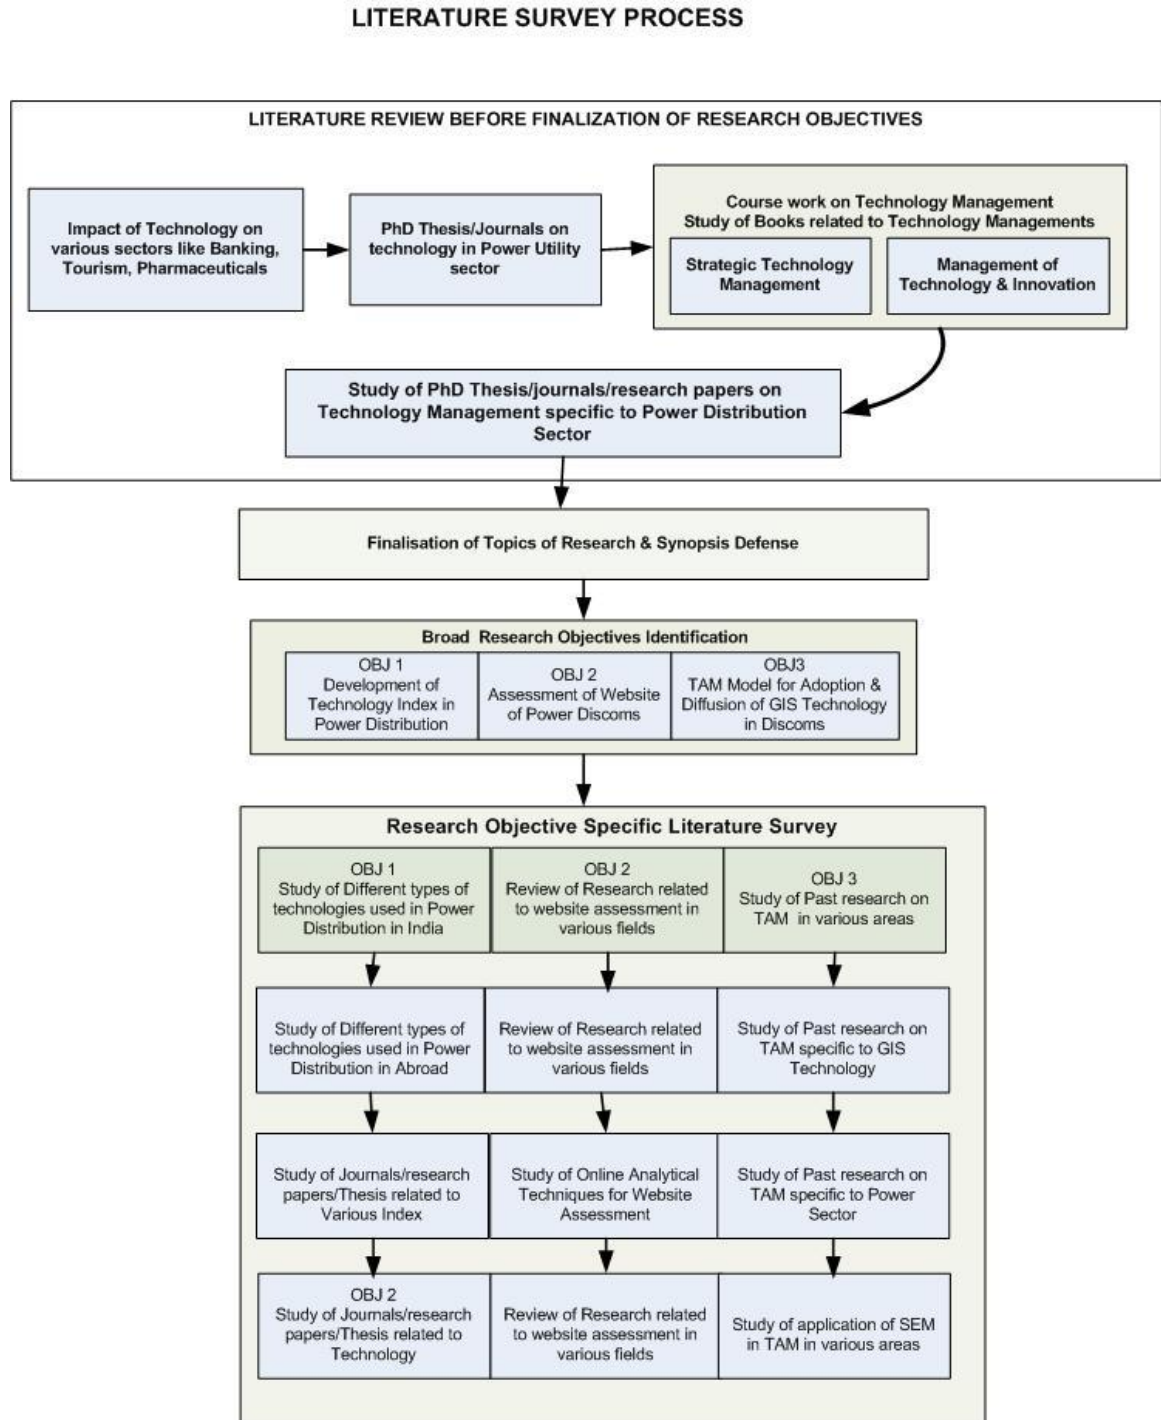 LITERATURE SURVEY PROCESS
LITERATURE REVIEW BEFORE FINALIZATION OF RESEARCH OBJECTIVES
Impact of Technology on
various sectors like Banking,
Tourism, Pharmaceuticals
PhD Thesis/Journals on
technology in Power Utility
sector
Course work on Technology Management
Study of Books related to Technology Managements
Strategic Technology
Management
Management of
Technology & Innovation
Study of PhD Thesis/journals/research papers on
Technology Management specific to Power Distribution
Sector
Finalisation of Topics of Research & Synopsis Defense
Broad Research Objectives Identification
OBJ 1
Development of
Technology Index in
Power Distribution
OBJ 2
Assessment of Website
of Power Discoms
OBJ3
TAM Model for Adoption &
Diffusion of GIS Technology
in Discoms
Research Objective Specific Literature Survey
OBJ 1
Study of Different types of
technologies used in Power
Distribution in India
OBJ 2
Review of Research related
to website assessment in
various fields
OBJ 3
Study of Past research on
TAM in various areas
Study of Different types of
technologies used in Power
Distribution in Abroad
Review of Research related
to website assessment in
various fields
Study of Past research on
TAM specific to GIS
Technology
Study of Journals/research
papers/Thesis related to
Various Index
Study of Online Analytical
Techniques for Website
Assessment
Study of Past research on
TAM specific to Power
Sector
OBJ 2
Study of Journals/research
papers/Thesis related to
Technology
Review of Research related
to website assessment in
various fields
Study of application of SEM
in TAM in various areas